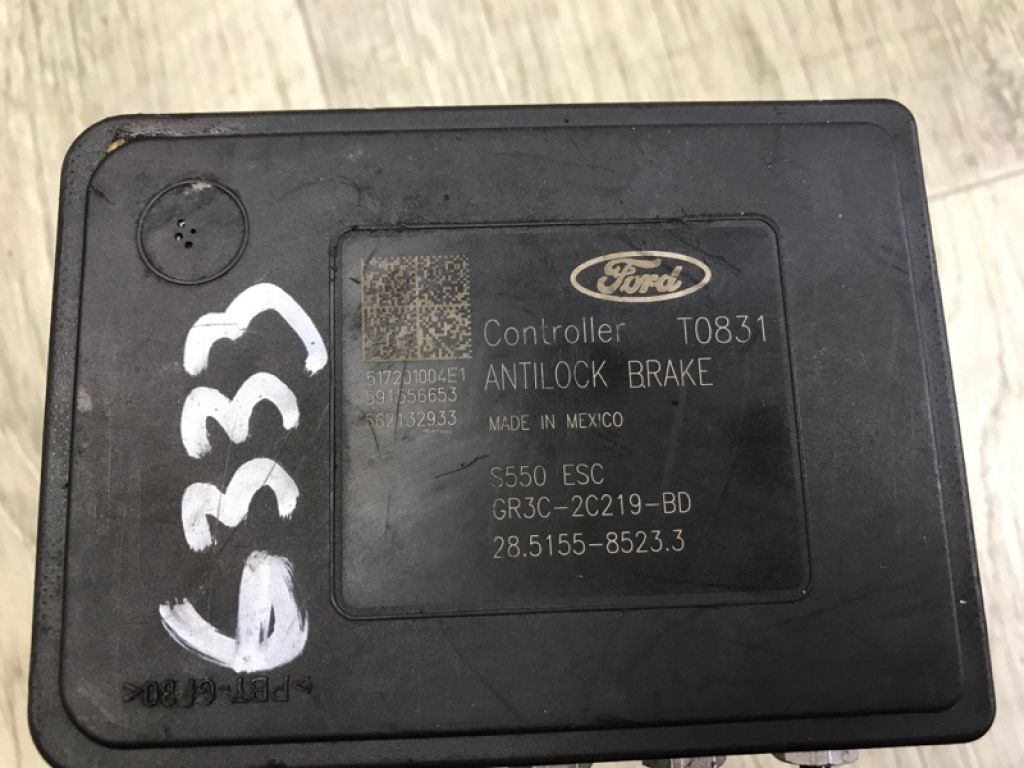 Ford
Controller T0831
517201004E1
591556653
562132933
ANTILOCK BRAKE
MADE IN MEXICO
S550 ESC
GR3C-2C219-BD
28.5155-8523.3
>PBT-GF30<